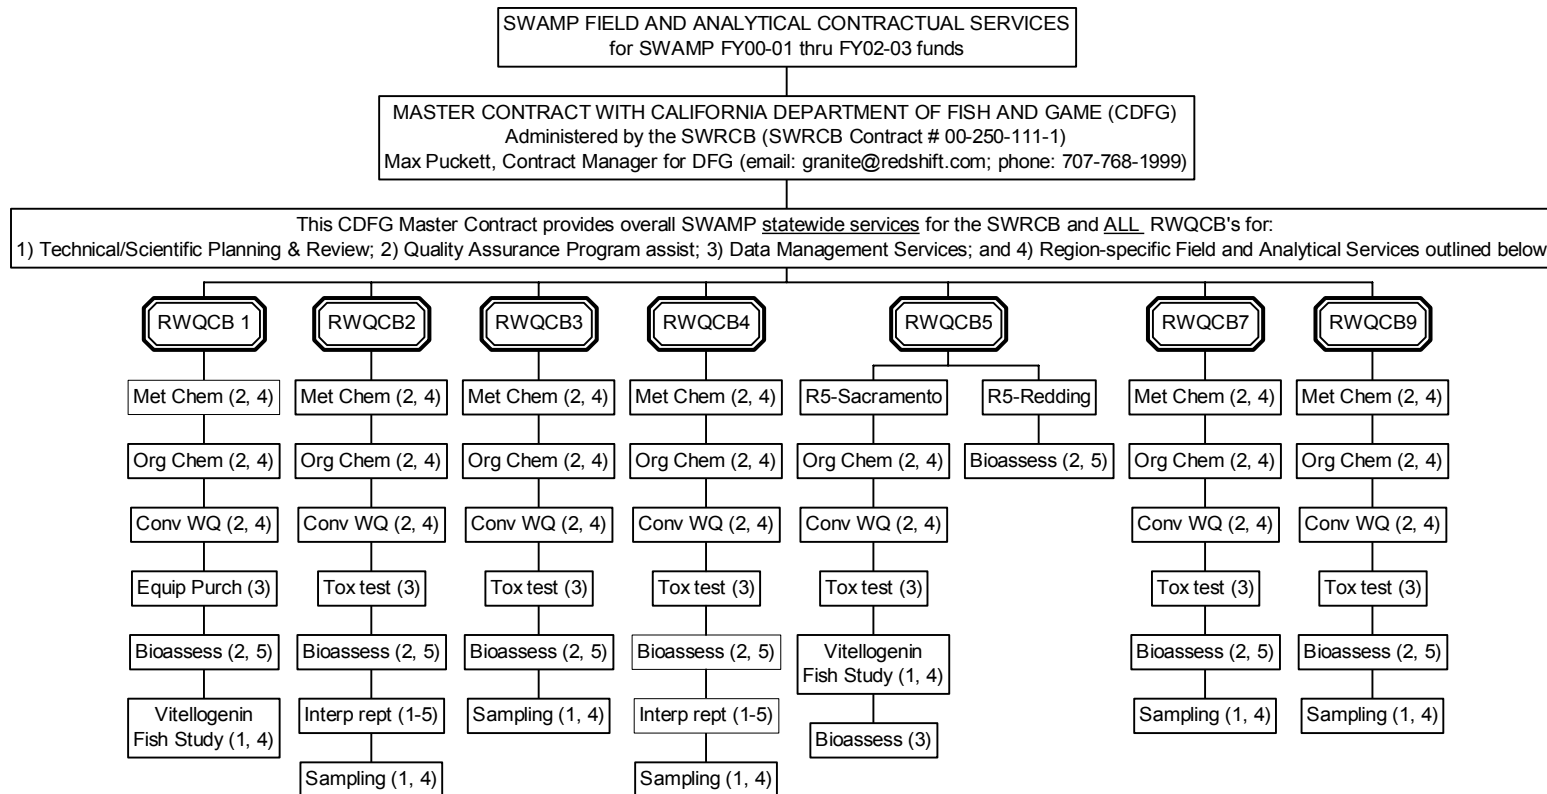 SWAMP FIELD AND ANALYTICAL CONTRACTUAL SERVICES
for SWAMP FY00-01 thru FY02-03 funds
MASTER CONTRACT WITH CALIFORNIA DEPARTMENT OF FISH AND GAME (CDFG)
Administered by the SWRCB (SWRCB Contract # 00-250-111-1)
Max Puckett, Contract Manager for DFG (email: granite@redshift.com; phone: 707-768-1999)
This CDFG Master Contract provides overall SWAMP statewide services for the SWRCB and ALL RWQCB's for:
1) Technical/Scientific Planning & Review; 2) Quality Assurance Program assist; 3) Data Management Services; and 4) Region-specific Field and Analytical Services outlined below
RWQCB 1
Met Chem (2, 4)
Org Chem (2, 4)
Conv WQ (2, 4)
Equip Purch (3)
Bioassess (2, 5)
Vitellogenin
Fish Study (1, 4)
RWQCB2
Met Chem (2, 4)
Org Chem (2, 4)
Conv WQ (2, 4)
Tox test (3)
Bioassess (2, 5)
Interp rept (1-5)
Sampling (1, 4)
RWQCB3
Met Chem (2, 4)
Org Chem (2, 4)
Conv WQ (2, 4)
Tox test (3)
Bioassess (2, 5)
Sampling (1, 4)
RWQCB4
Met Chem (2, 4)
Org Chem (2, 4)
Conv WQ (2, 4)
Tox test (3)
Bioassess (2, 5)
Interp rept (1-5)
Sampling (1, 4)
RWQCB5
R5-Sacramento
Org Chem (2, 4)
Conv WQ (2, 4)
Tox test (3)
Vitellogenin
Fish Study (1, 4)
Bioassess (3)
R5-Redding
Bioassess (2, 5)
RWQCB7
Met Chem (2, 4)
Org Chem (2, 4)
Conv WQ (2, 4)
Tox test (3)
Bioassess (2, 5)
Sampling (1, 4)
RWQCB9
Met Chem (2, 4)
Org Chem (2, 4)
Conv WQ (2, 4)
Tox test (3)
Bioassess (2, 5)
Sampling (1, 4)